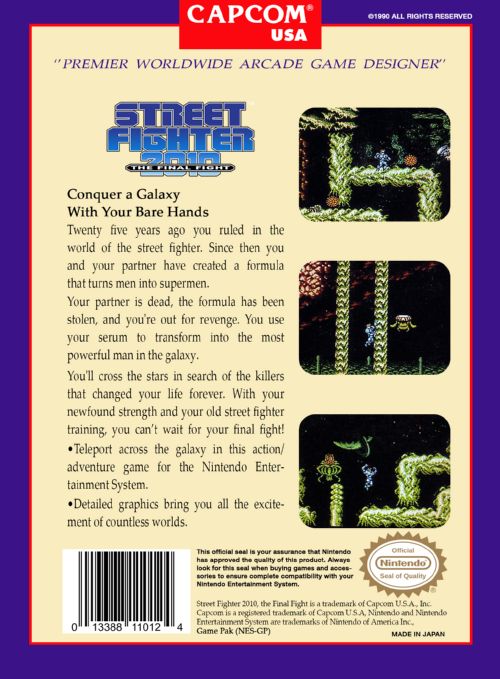 CAPCOM®
USA
©1990 ALL RIGHTS RESERVED
"PREMIER WORLDWIDE ARCADE GAME DESIGNER"
STREET
FIGHTER
2010
THE FINAL FIGHT
Conquer a Galaxy
With Your Bare Hands
Twenty five years ago you ruled in the
world of the street fighter. Since then you
and your partner have created a formula
that turns men into supermen.
Your partner is dead, the formula has been
stolen, and you're out for revenge. You use
your serum to transform into the most
powerful man in the galaxy.
You'll cross the stars in search of the killers
that changed your life forever. With your
newfound strength and your old street fighter
training, you can't wait for your final fight!
•Teleport across the galaxy in this action/
adventure game for the Nintendo Enter-
tainment System.
•Detailed graphics bring you all the excite-
ment of countless worlds.
0 13388 11012 4
This official seal is your assurance that Nintendo
has approved the quality of this product. Always
look for this seal when buying games and acces-
sories to ensure complete compatibility with your
Nintendo Entertainment System.
Official
Nintendo
Seal of Quality
Street Fighter 2010, the Final Fight is a trademark of Capcom U.S.A., Inc.
Capcom is a registered trademark of Capcom U.S.A, Nintendo and Nintendo
Entertainment System are trademarks of Nintendo of America Inc.,
Game Pak (NES-GP)
MADE IN JAPAN